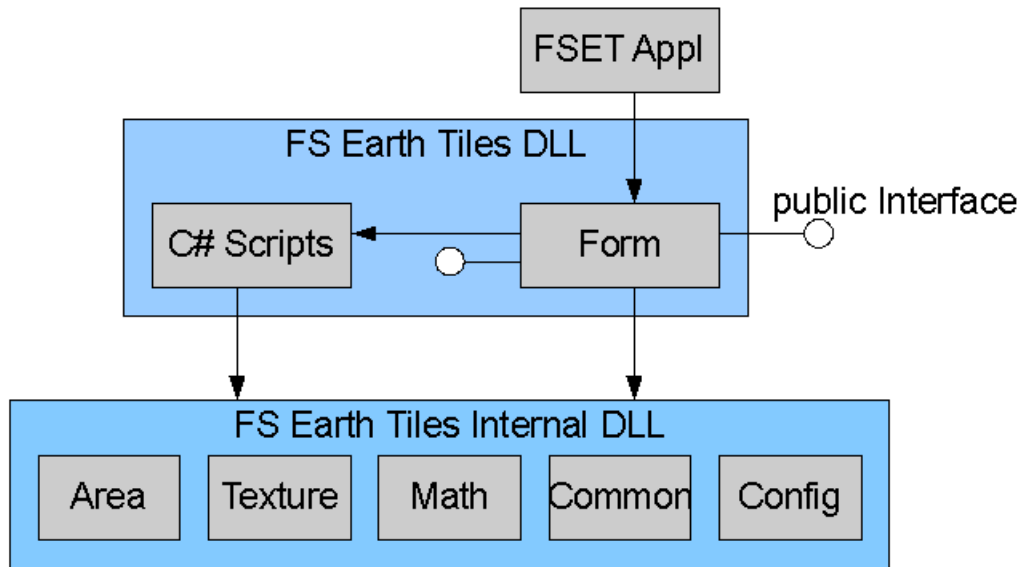 FSET Appl
FS Earth Tiles DLL
public Interface
C# Scripts
Form
FS Earth Tiles Internal DLL
Area
Texture
Math
Common
Config